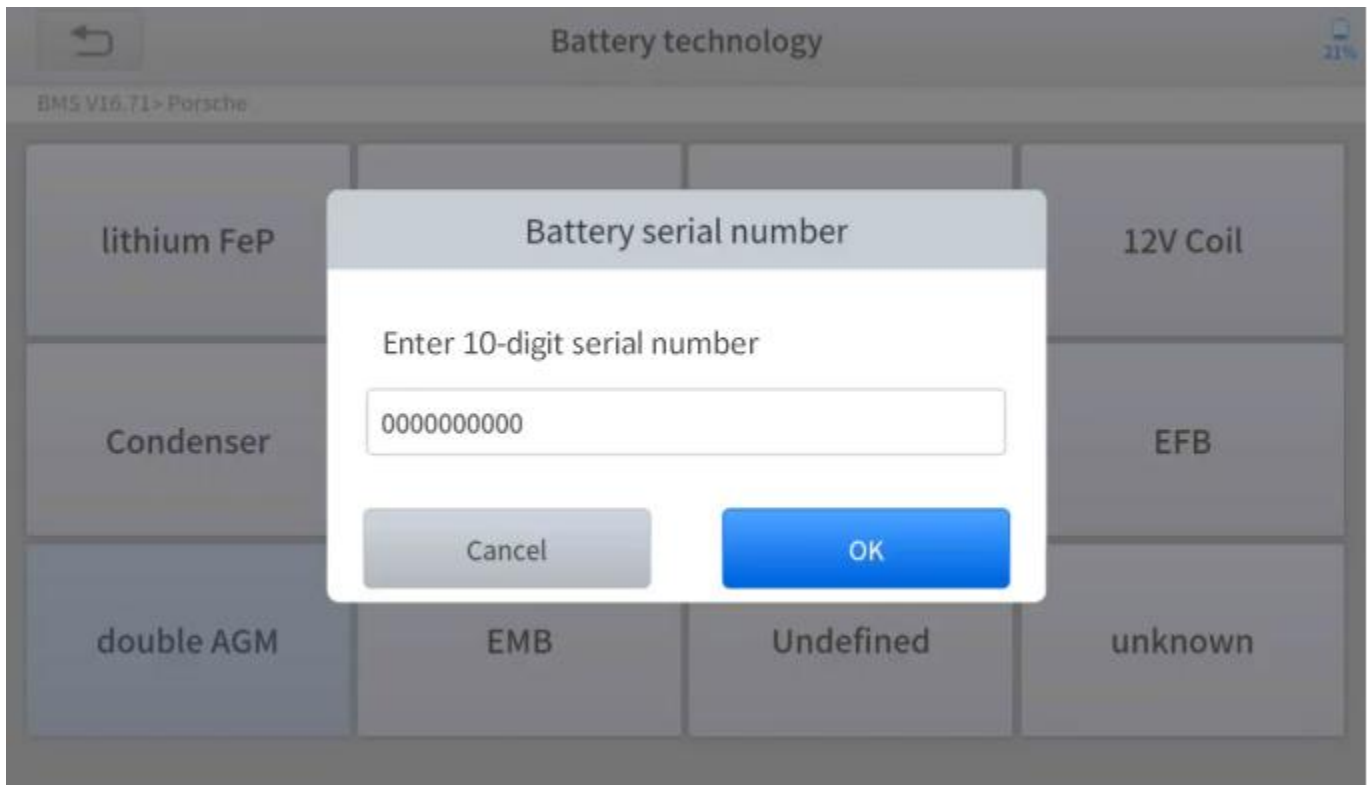 Battery technology
21%
BMS V16.71> Porsche
Battery serial number
lithium FeP
12V Coil
Enter 10-digit serial number
0000000000
Condenser
EFB
Cancel
OK
double AGM
EMB
Undefined
unknown